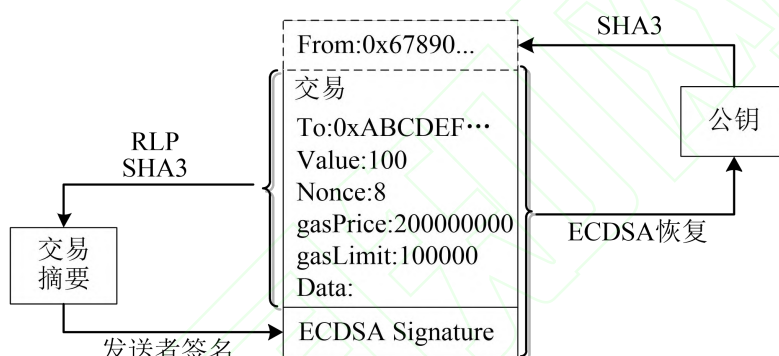 SHA3
From:0x67890...
交易
To:0xABCDEF…
公钥
RLP
SHA3
Value:100
Nonce:8
gasPrice:200000000
ECDSA恢复
gasLimit:100000
交易
摘要
Data:
发送者签名
ECDSA Signature